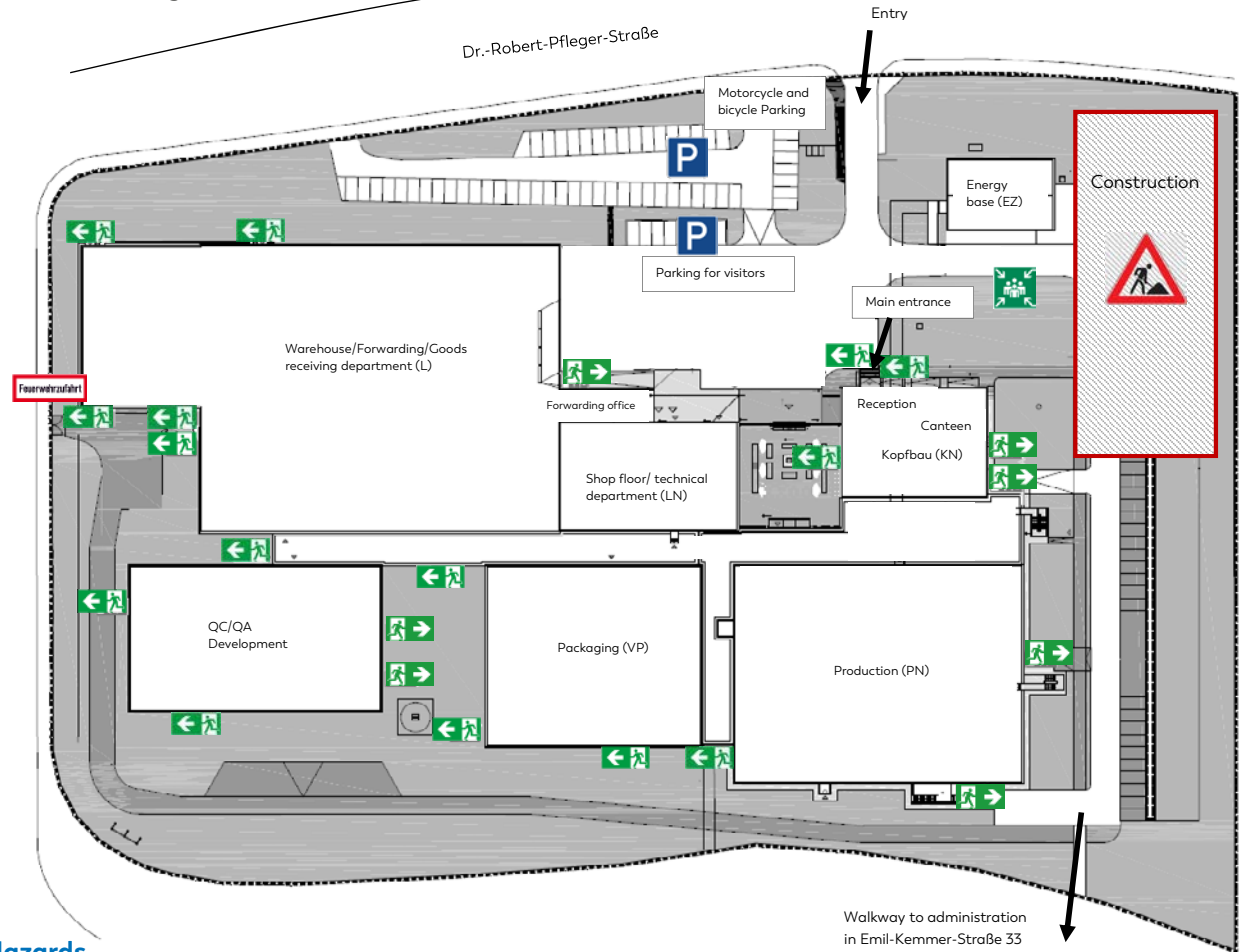 Entry
Dr.-Robert-Pfleger-Straße
Motorcycle and
bicycle Parking
P
Energy
base (EZ)
Construction
P
Parking for visitors
Main entrance
Warehouse/Forwarding/Goods
receiving department (L)
Feuerwehrzufahrt
Forwarding office
Reception
Canteen
Kopfbau (KN)
Shop floor/ technical
department (LN)
QC/QA
Development
Packaging (VP)
Production (PN)
Walkway to administration
in Emil-Kemmer-Straße 33